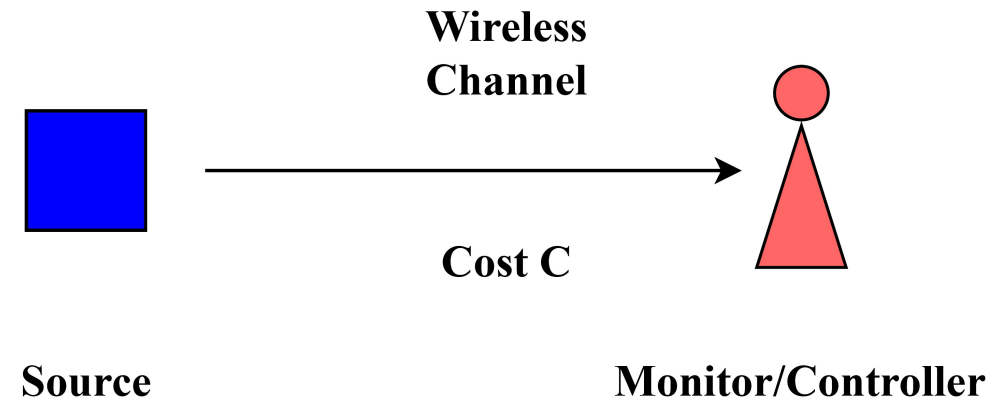 Wireless
Channel
Cost C
Source
Monitor/Controller